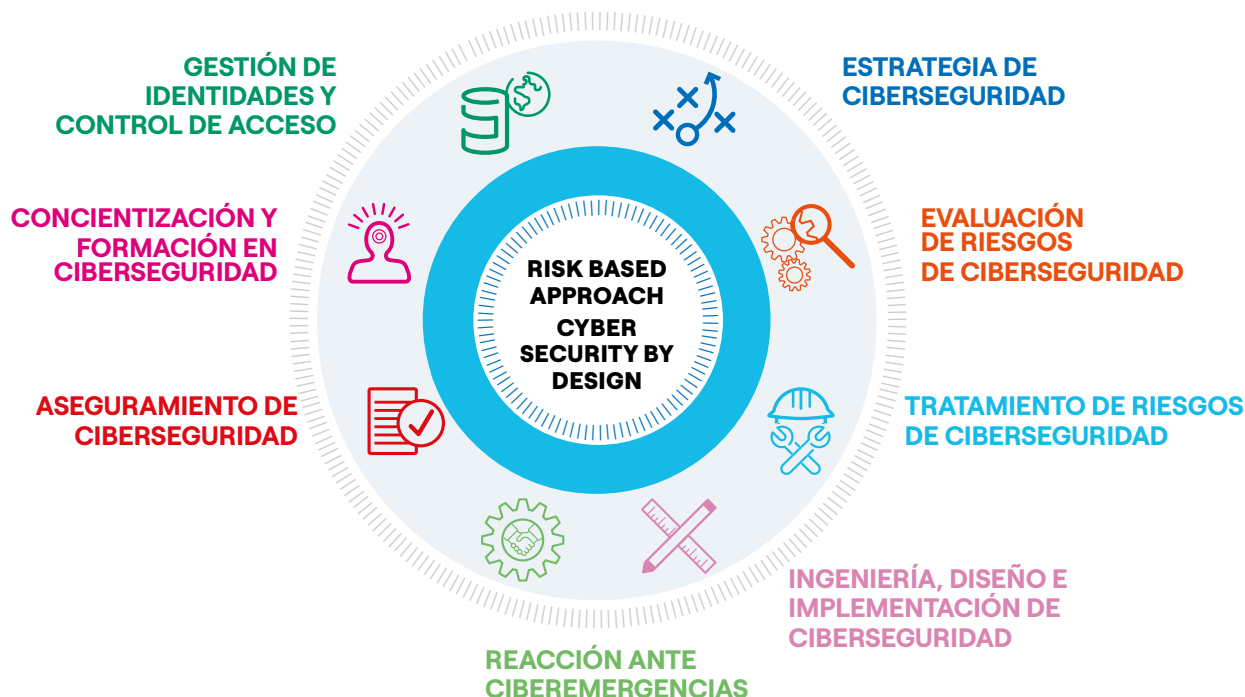 GESTIÓN DE
IDENTIDADES Y
CONTROL DE ACCESO
ESTRATEGIA DE
CIBERSEGURIDAD
CONCIENTIZACIÓN Y
FORMACIÓN EN
CIBERSEGURIDAD
EVALUACIÓN
DE RIESGOS
DE CIBERSEGURIDAD
RISK BASED
APPROACH
CYBER
SECURITY BY
DESIGN
ASEGURAMIENTO DE
CIBERSEGURIDAD
TRATAMIENTO DE RIESGOS
DE CIBERSEGURIDAD
INGENIERÍA, DISEÑO E
IMPLEMENTACIÓN DE
CIBERSEGURIDAD
REACCIÓN ANTE
CIBEREMERGENCIAS